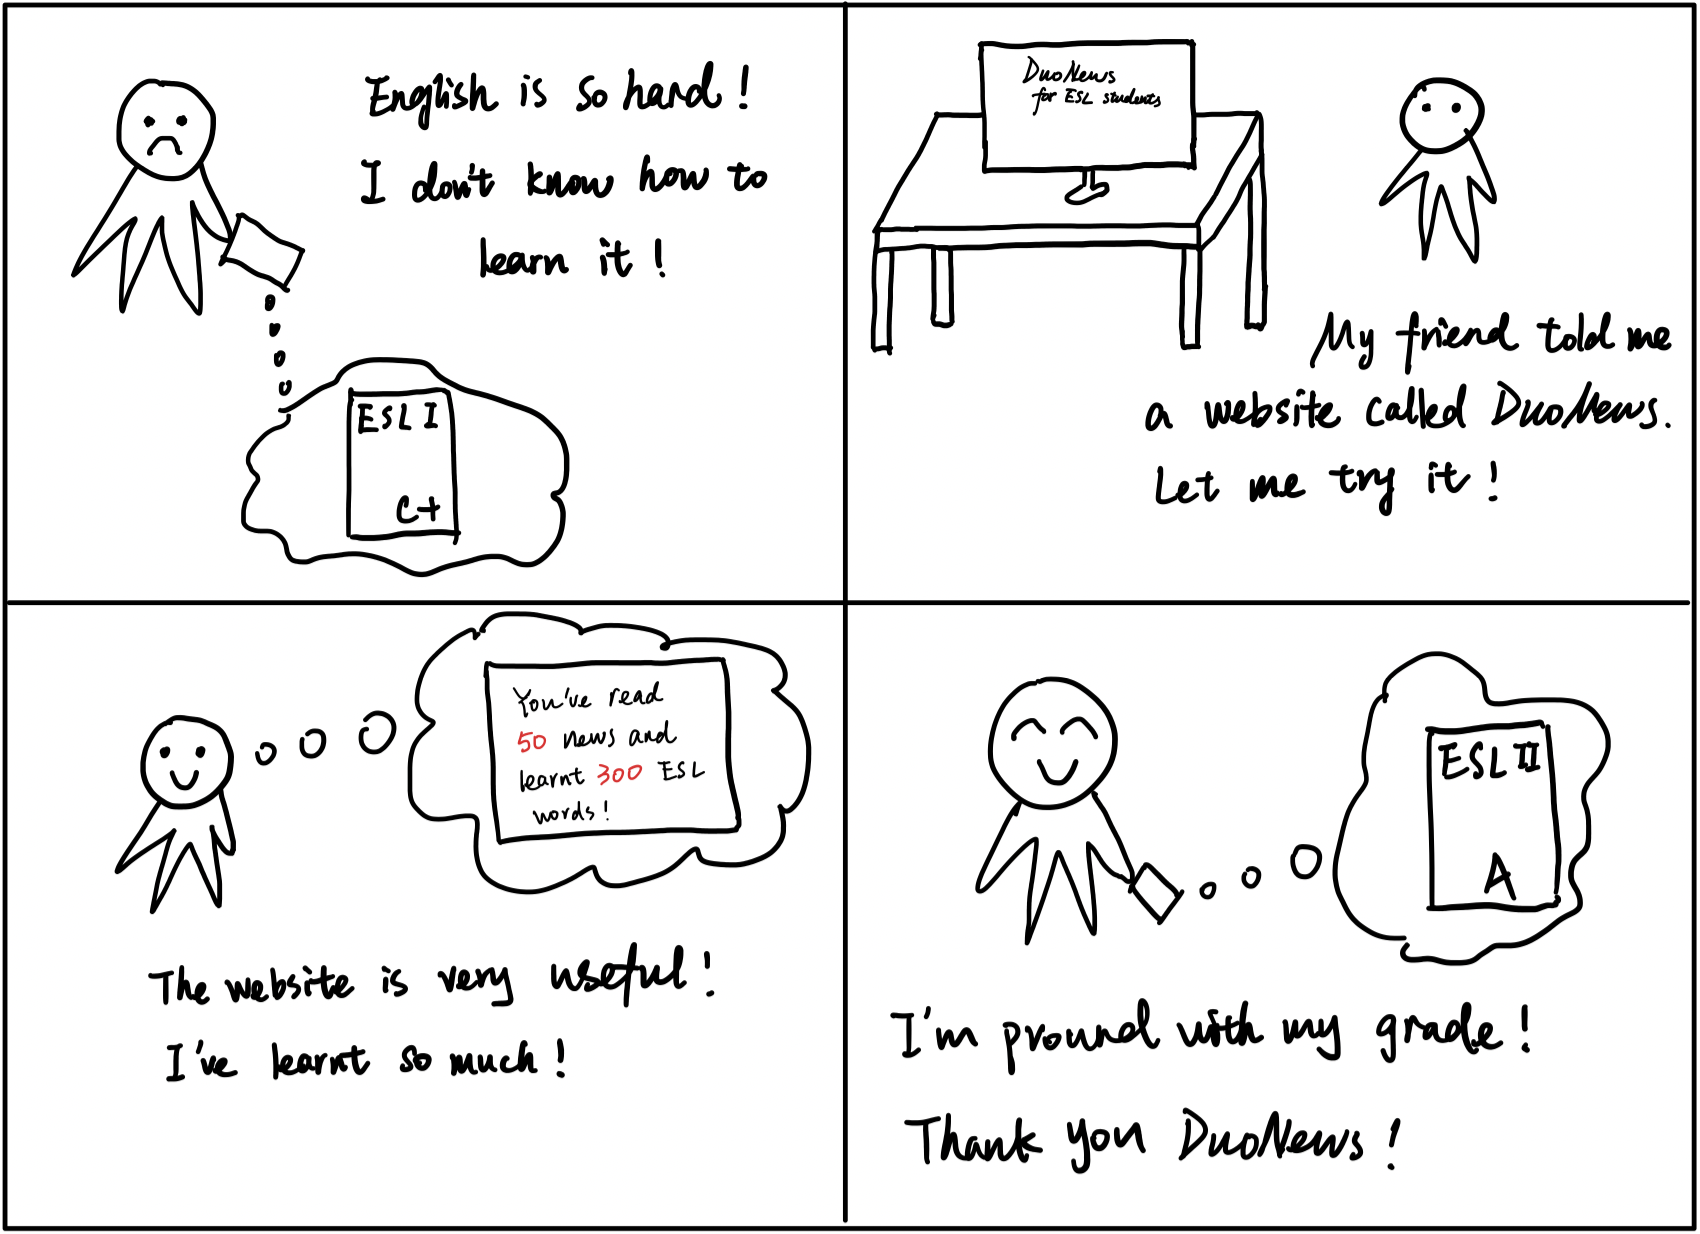 English is so hard!
I don't know how to
learn it!
ESL I
C+
DuoNews
for ESL students
My friend told me
a website called DuoNews.
Let me try it!
You've read
50 news and
learnt 300 ESL
words!
The website is very useful!
I've learnt so much!
ESL II
A
I'm pround with my grade!
Thank you DuoNews!